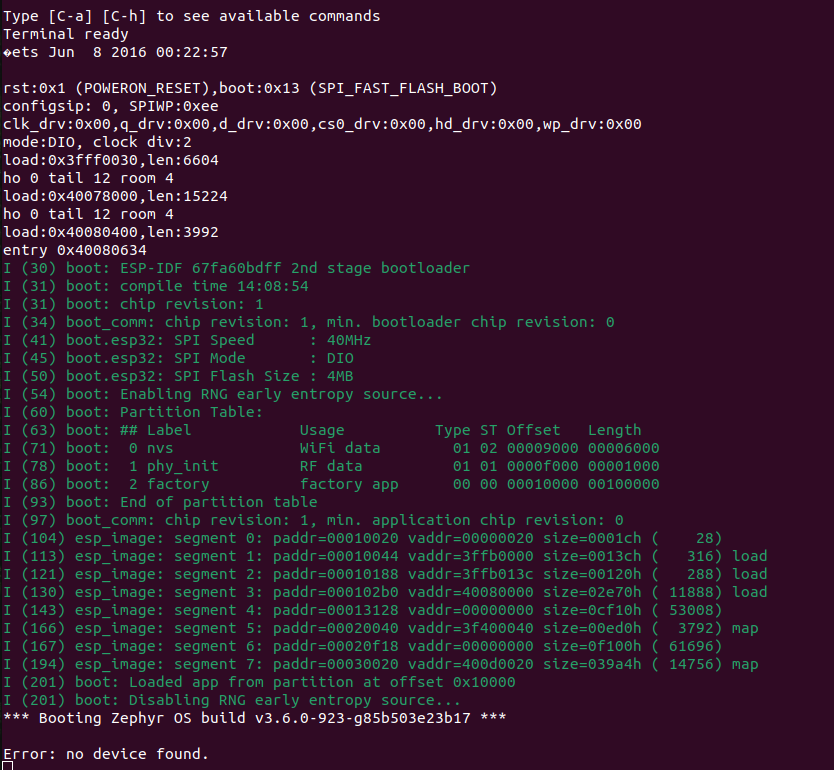 Type [C-a] [C-h] to see available commands
Terminal ready
�ets Jun  8 2016 00:22:57
rst:0x1 (POWERON_RESET),boot:0x13 (SPI_FAST_FLASH_BOOT)
configsip: 0, SPIWP:0xee
clk_drv:0x00,q_drv:0x00,d_drv:0x00,cs0_drv:0x00,hd_drv:0x00,wp_drv:0x00
mode:DIO, clock div:2
load:0x3fff0030,len:6604
ho 0 tail 12 room 4
load:0x40078000,len:15224
ho 0 tail 12 room 4
load:0x40080400,len:3992
entry 0x40080634
I (30) boot: ESP-IDF 67fa60bdff 2nd stage bootloader
I (31) boot: compile time 14:08:54
I (31) boot: chip revision: 1
I (34) boot_comm: chip revision: 1, min. bootloader chip revision: 0
I (41) boot.esp32: SPI Speed      : 40MHz
I (45) boot.esp32: SPI Mode       : DIO
I (50) boot.esp32: SPI Flash Size : 4MB
I (54) boot: Enabling RNG early entropy source...
I (60) boot: Partition Table:
I (63) boot: ## Label            Usage          Type ST Offset   Length
I (71) boot:  0 nvs              WiFi data        01 02 00009000 00006000
I (78) boot:  1 phy_init         RF data          01 01 0000f000 00001000
I (86) boot:  2 factory          factory app      00 00 00010000 00100000
I (93) boot: End of partition table
I (97) boot_comm: chip revision: 1, min. application chip revision: 0
I (104) esp_image: segment 0: paddr=00010020 vaddr=00000020 size=0001ch (    28)
I (113) esp_image: segment 1: paddr=00010044 vaddr=3ffb0000 size=0013ch (   316) load
I (121) esp_image: segment 2: paddr=00010188 vaddr=3ffb013c size=00120h (   288) load
I (130) esp_image: segment 3: paddr=000102b0 vaddr=40080000 size=02e70h ( 11888) load
I (143) esp_image: segment 4: paddr=00013128 vaddr=00000000 size=0cf10h ( 53008)
I (166) esp_image: segment 5: paddr=00020040 vaddr=3f400040 size=00ed0h (  3792) map
I (167) esp_image: segment 6: paddr=00020f18 vaddr=00000000 size=0f100h ( 61696)
I (194) esp_image: segment 7: paddr=00030020 vaddr=400d0020 size=039a4h ( 14756) map
I (201) boot: Loaded app from partition at offset 0x10000
I (201) boot: Disabling RNG early entropy source...
*** Booting Zephyr OS build v3.6.0-923-g85b503e23b17 ***
Error: no device found.